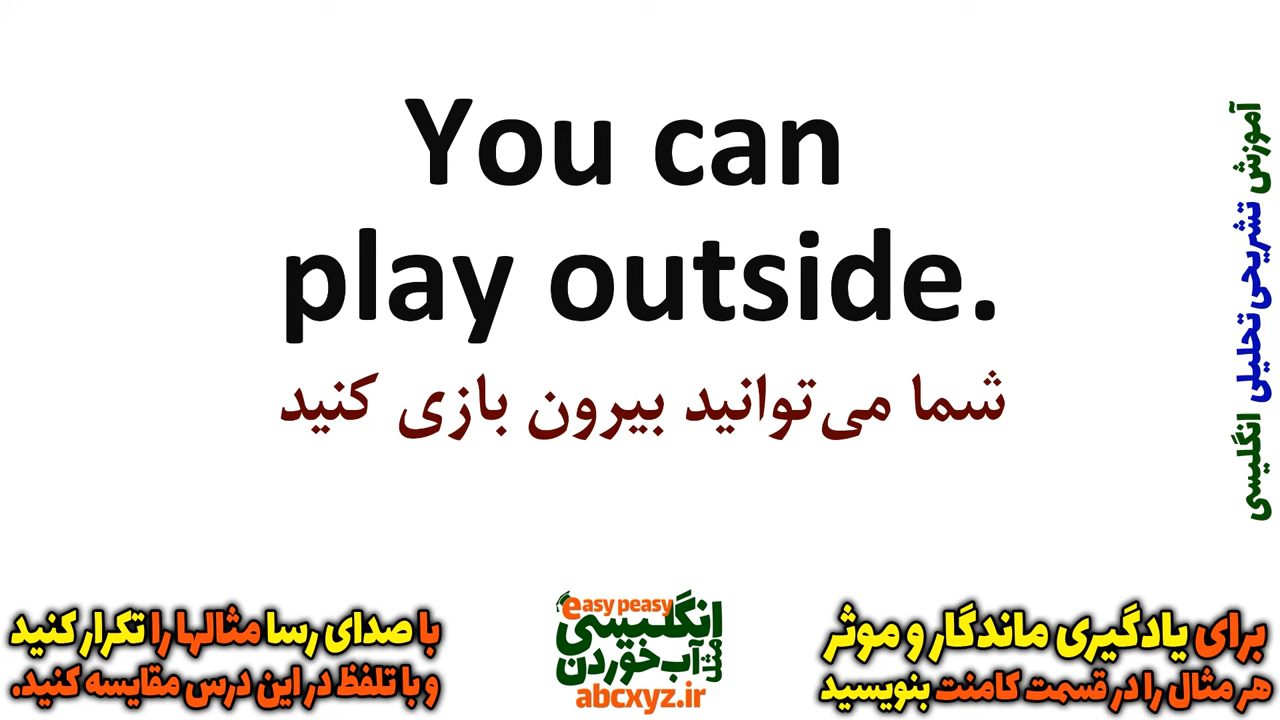 You can
play outside.
شما می‌توانید بیرون بازی کنید
آموزش تشریحی تحلیلی انگلیسی
برای یادگیری ماندگار و موثر
هر مثال را در قسمت کامنت بنویسید
easy peasy
انگلیسی
مثل آب خوردن
abcxyz.ir
با صدای رسا مثالها را تکرار کنید
و با تلفظ در این درس مقایسه کنید.